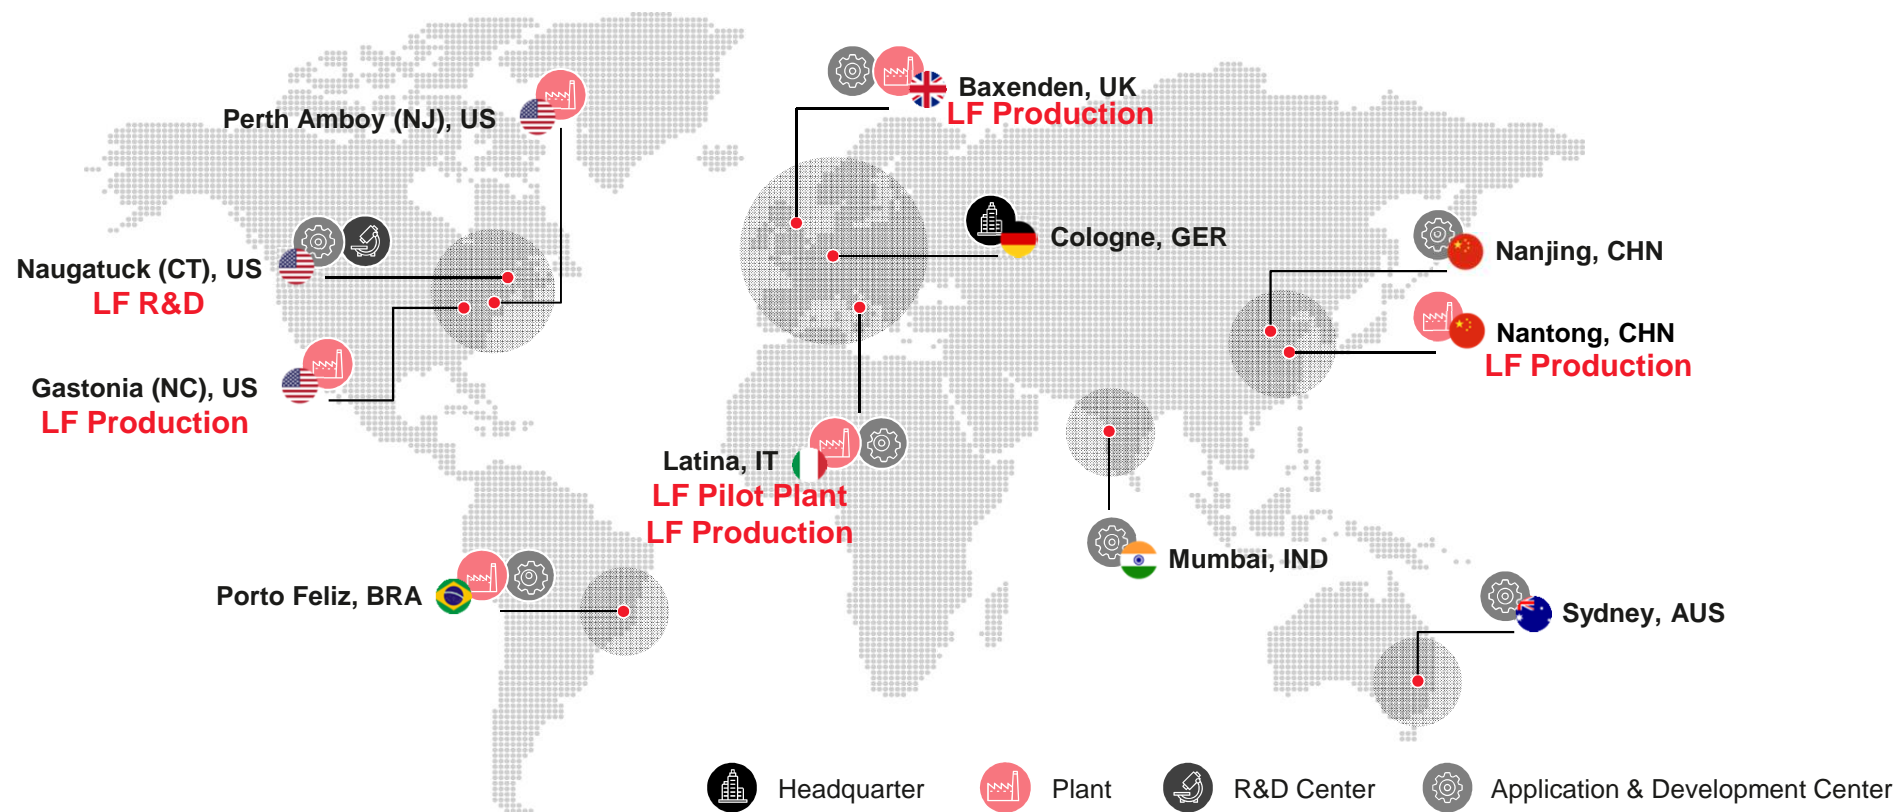 Baxenden, UK
LF Production
Perth Amboy (NJ), US
Cologne, GER
Nanjing, CHN
Naugatuck (CT), US
LF R&D
Nantong, CHN
LF Production
Gastonia (NC), US
LF Production
Latina, IT
LF Pilot Plant
LF Production
Mumbai, IND
Porto Feliz, BRA
Sydney, AUS
Headquarter
Plant
R&D Center
Application & Development Center